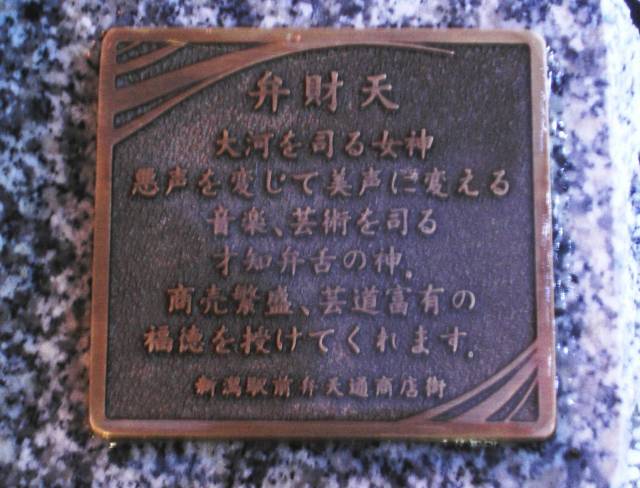 弁財天
大河を司る女神
悪声を変じて美声に変える
音楽、芸術を司る
才知弁舌の神。
商売繁盛、芸道富有の
福徳を授けてくれます。
新潟駅前弁天通商店街